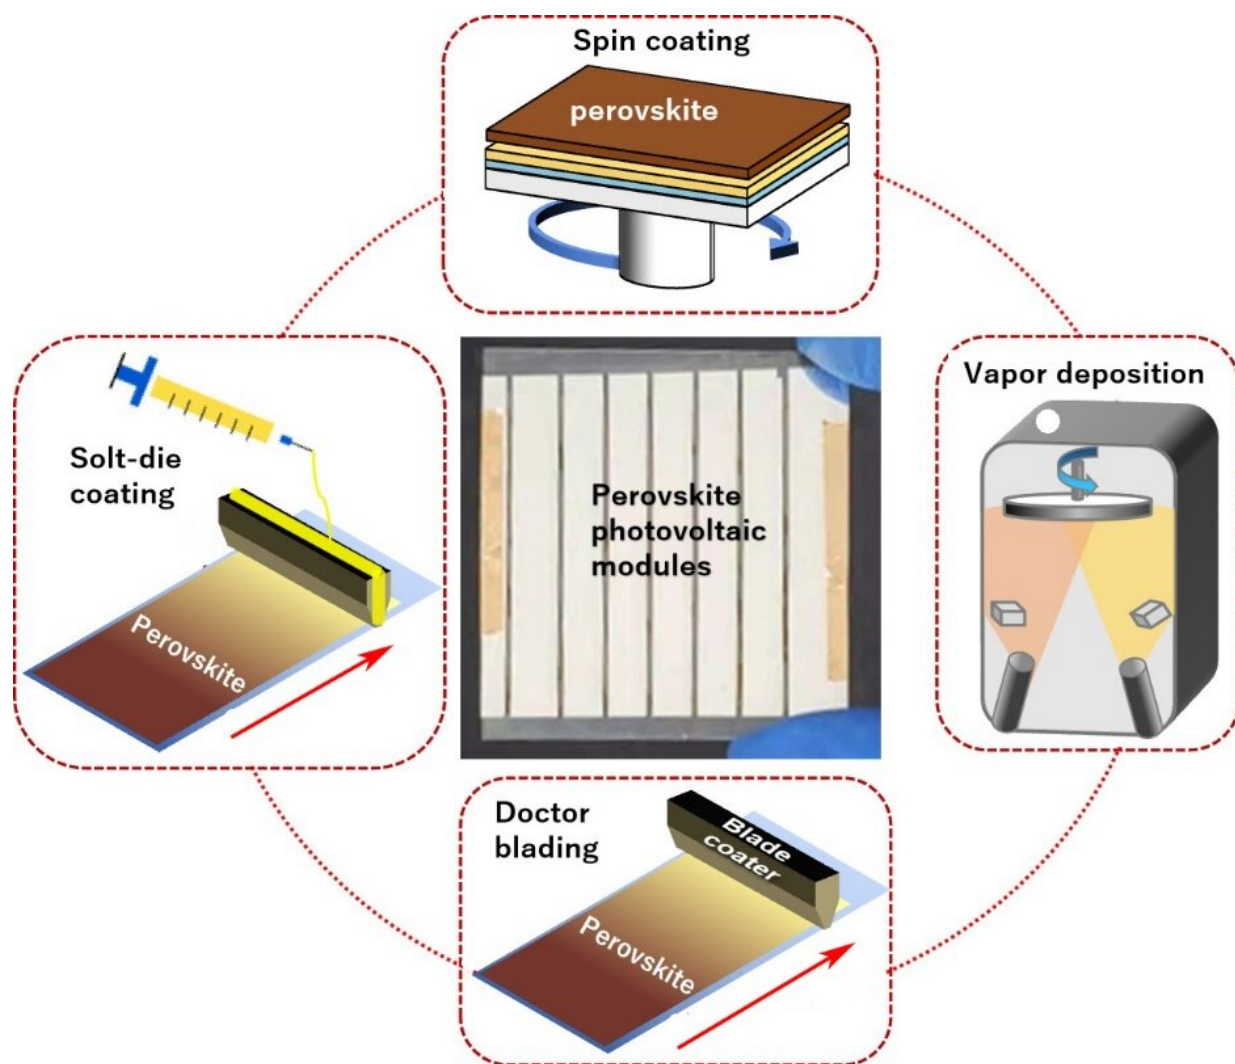 Spin coating
perovskite
Solt-die
coating
Perovskite
Perovskite
photovoltaic
modules
Vapor deposition
Doctor
blading
Blade
coater
Perovskite